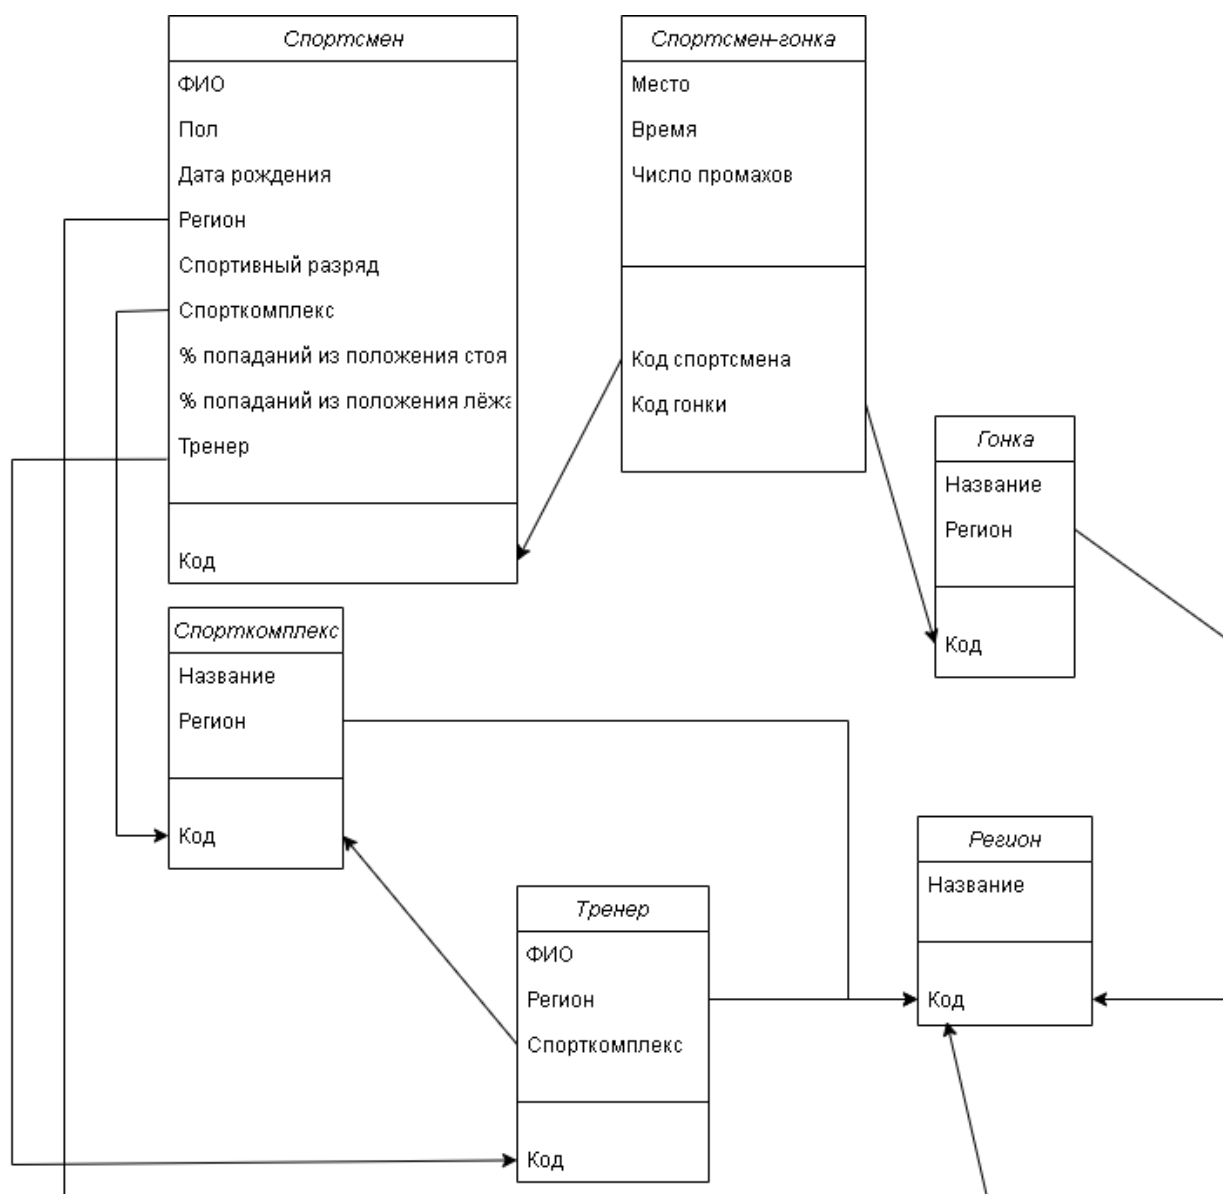 Спортсмен
ФИО
Пол
Дата рождения
Регион
Спортивный разряд
Спорткомплекс
% попаданий из положения стоя
% попаданий из положения лёжа
Тренер
Код
Спортсмен-гонка
Место
Время
Число промахов
Код спортсмена
Код гонки
Гонка
Название
Регион
Код
Спорткомплекс
Название
Регион
Код
Тренер
ФИО
Регион
Спорткомплекс
Код
Регион
Название
Код